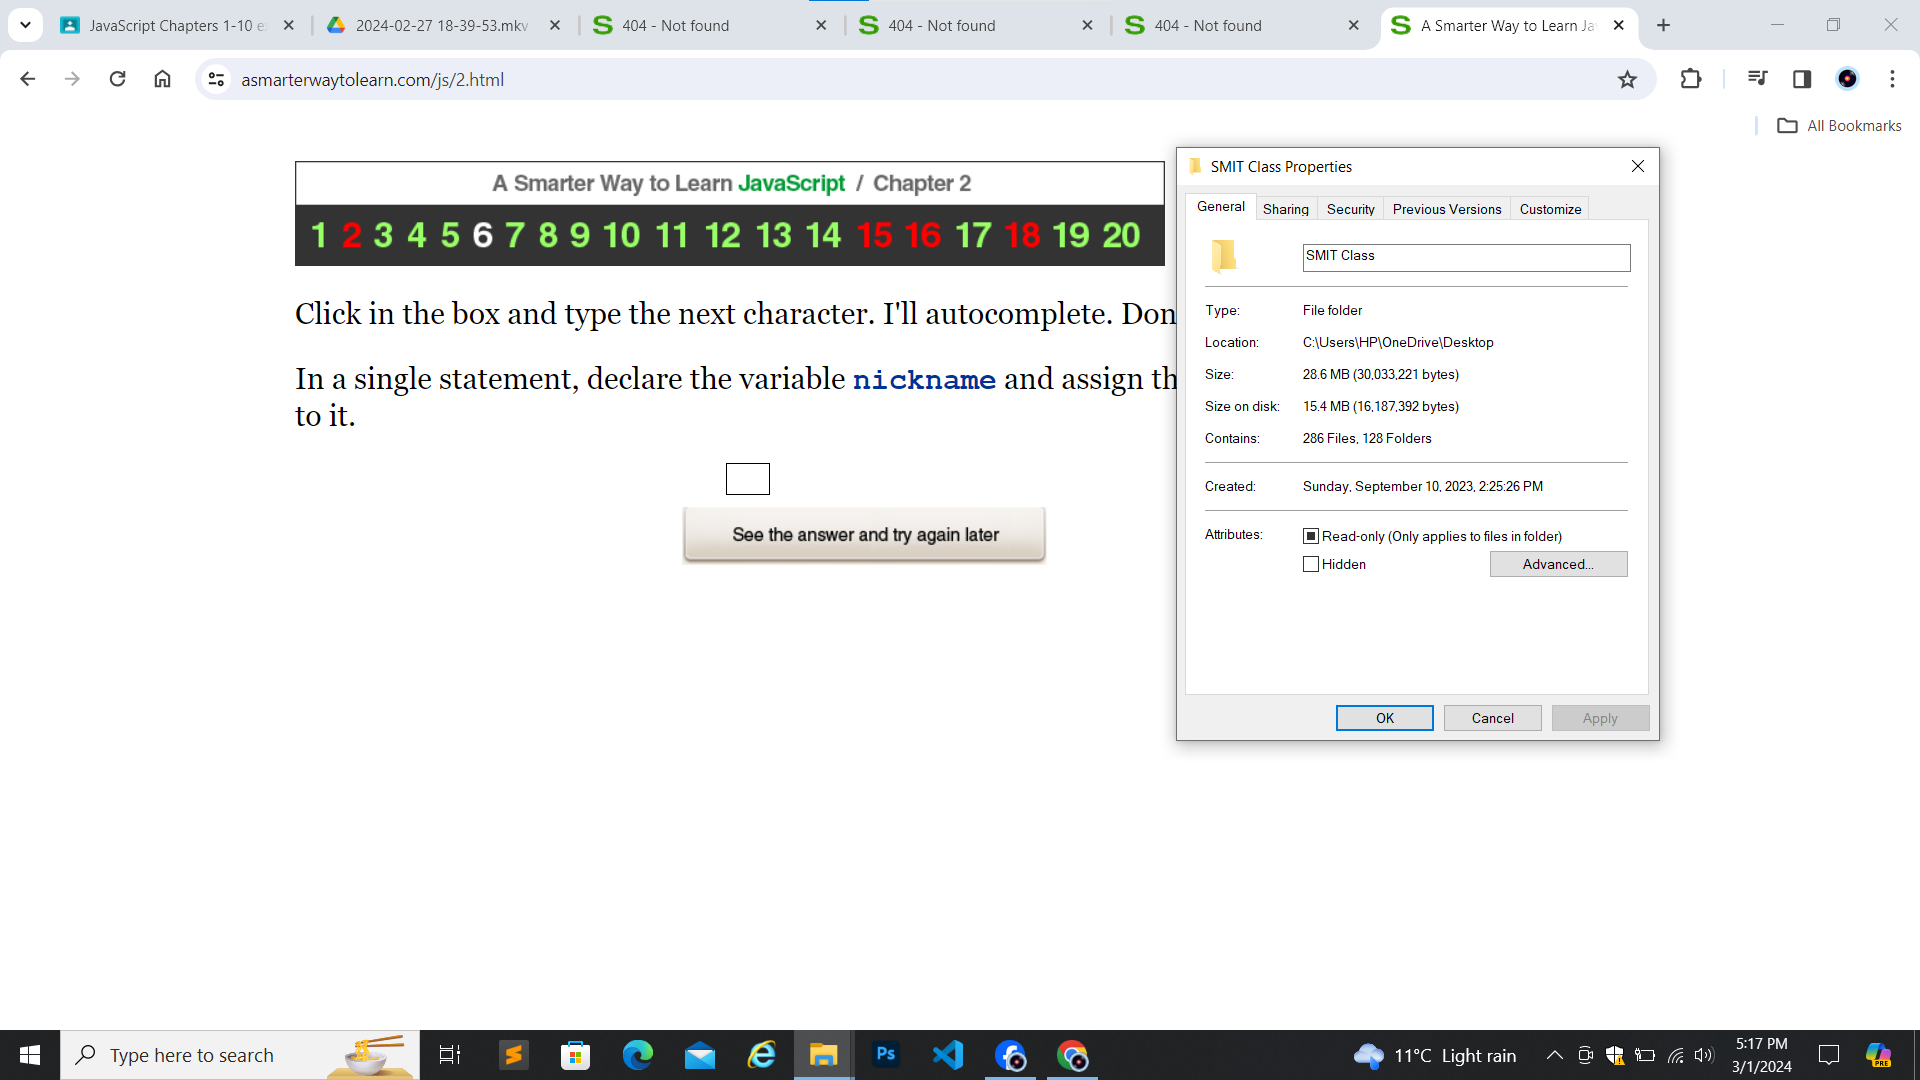 JavaScript Chapters 1-10 e
2024-02-27 18-39-53.mkv
404 - Not found
404 - Not found
404 - Not found
A Smarter Way to Learn Ja
asmarterwaytolearn.com/js/2.html
All Bookmarks
A Smarter Way to Learn JavaScript / Chapter 2
1 2 3 4 5 6 7 8 9 10 11 12 13 14 15 16 17 18 19 20
Click in the box and type the next character. I'll autocomplete. Don
In a single statement, declare the variable nickname and assign th
to it.
See the answer and try again later
SMIT Class Properties
General Sharing Security Previous Versions Customize
SMIT Class
Type: File folder
Location: C:\Users\HP\OneDrive\Desktop
Size: 28.6 MB (30,033,221 bytes)
Size on disk: 15.4 MB (16,187,392 bytes)
Contains: 286 Files, 128 Folders
Created: Sunday, September 10, 2023, 2:25:26 PM
Attributes: Read-only (Only applies to files in folder)
Hidden Advanced...
OK Cancel Apply
Type here to search
Ps
11°C Light rain
5:17 PM
3/1/2024
PRE